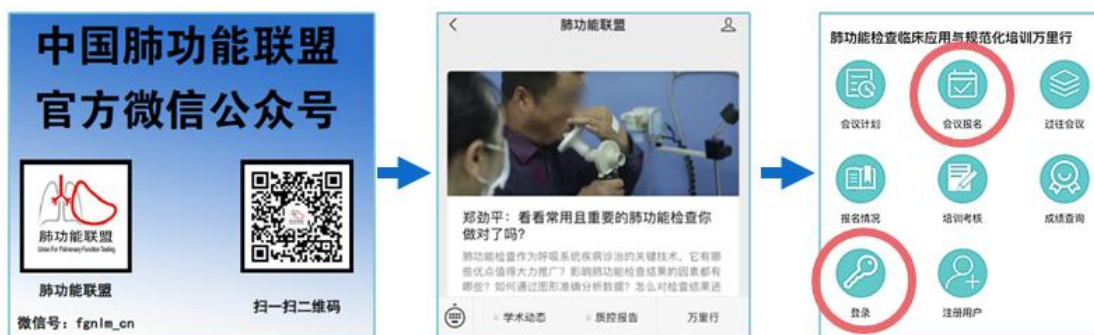 中国肺功能联盟
官方微信公众号
肺功能联盟
Union For Pulmonary Function Testing
肺功能联盟
微信号：fgnlm_cn
扫一扫二维码
肺功能联盟
郑劲平：看看常用且重要的肺功能检查你
做对了吗？
肺功能检查作为呼吸系统疾病诊治的关键技术，它有哪
些优点值得大力推广？影响肺功能检查结果的因素都有
哪些？如何通过图形准确分析数据？怎么对检查结果进
学术动态
质控报告
万里行
肺功能检查临床应用与规范化培训万里行
会议计划
会议报名
过往会议
报名情况
培训考核
成绩查询
登录
注册用户